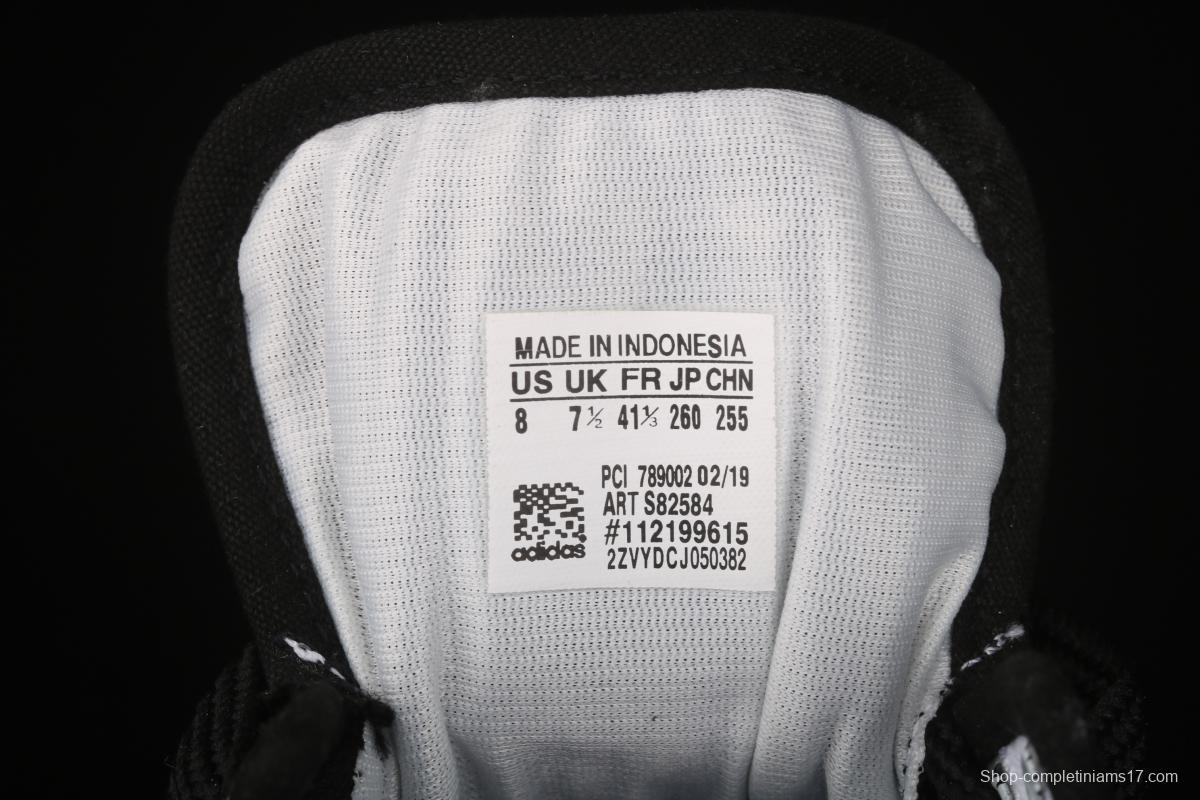 MADE IN INDONESIA
US UK FR JP CHN
8 7½ 41⅓ 260 255
PCI 789002 02/19
ART S82584
#112199615
adidas
2ZVYDCJ050382
Shop-completiniams17.com